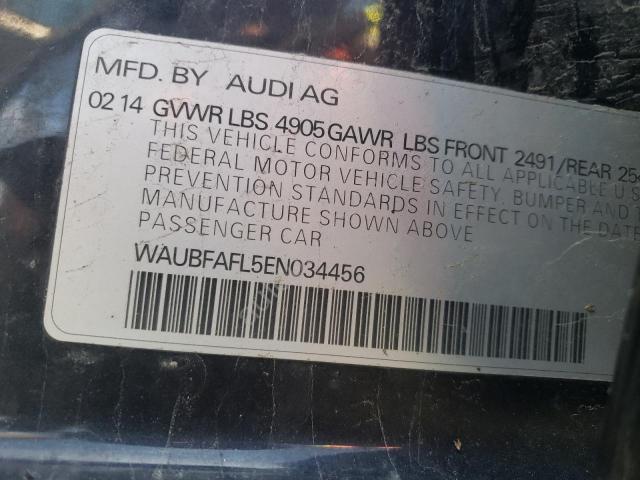 MFD. BY AUDI AG
02 14 GVWR LBS 4905 GAWR LBS FRONT 2491/REAR
THIS VEHICLE CONFORMS TO ALL APPLICABLE U.S.
FEDERAL MOTOR VEHICLE SAFETY, BUMPER AND
PREVENTION STANDARDS IN EFFECT ON THE DATE
MANUFACTURE SHOWN ABOVE
PASSENGER CAR
WAUBFAFL5EN034456